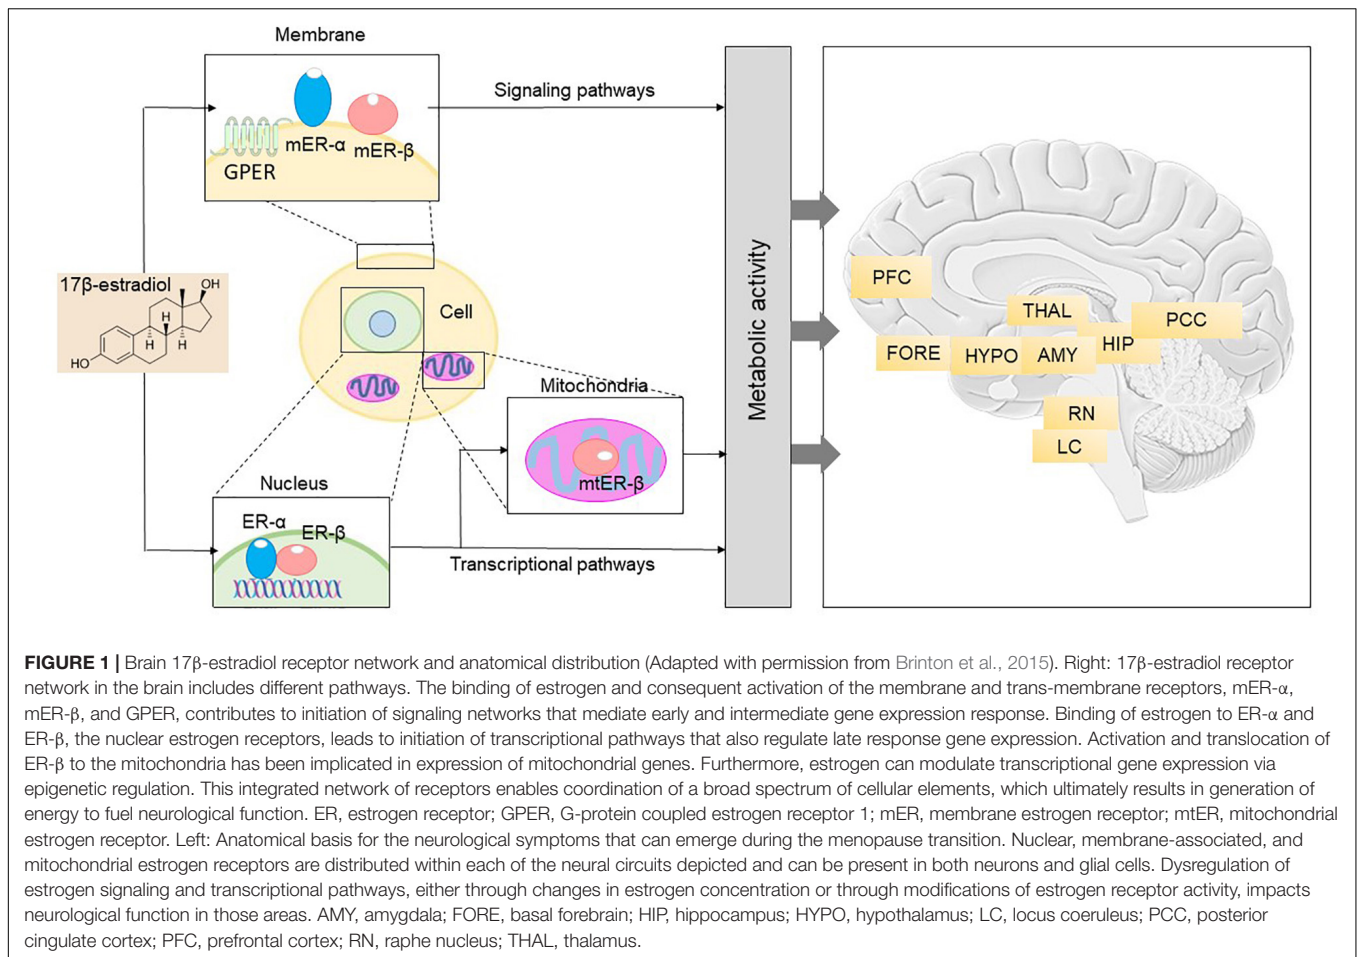 Membrane
Signaling pathways
mER-α
mER-β
GPER
17β-estradiol
OH
H
H
H
HO
Cell
Mitochondria
mtER-β
Nucleus
ER-α
ER-β
Transcriptional pathways
Metabolic activity
PFC
THAL
PCC
HIP
FORE
HYPO
AMY
RN
LC
FIGURE 1 | Brain 17β-estradiol receptor network and anatomical distribution (Adapted with permission from Brinton et al., 2015). Right: 17β-estradiol receptor
network in the brain includes different pathways. The binding of estrogen and consequent activation of the membrane and trans-membrane receptors, mER-α,
mER-β, and GPER, contributes to initiation of signaling networks that mediate early and intermediate gene expression response. Binding of estrogen to ER-α and
ER-β, the nuclear estrogen receptors, leads to initiation of transcriptional pathways that also regulate late response gene expression. Activation and translocation of
ER-β to the mitochondria has been implicated in expression of mitochondrial genes. Furthermore, estrogen can modulate transcriptional gene expression via
epigenetic regulation. This integrated network of receptors enables coordination of a broad spectrum of cellular elements, which ultimately results in generation of
energy to fuel neurological function. ER, estrogen receptor; GPER, G-protein coupled estrogen receptor 1; mER, membrane estrogen receptor; mtER, mitochondrial
estrogen receptor. Left: Anatomical basis for the neurological symptoms that can emerge during the menopause transition. Nuclear, membrane-associated, and
mitochondrial estrogen receptors are distributed within each of the neural circuits depicted and can be present in both neurons and glial cells. Dysregulation of
estrogen signaling and transcriptional pathways, either through changes in estrogen concentration or through modifications of estrogen receptor activity, impacts
neurological function in those areas. AMY, amygdala; FORE, basal forebrain; HIP, hippocampus; HYPO, hypothalamus; LC, locus coeruleus; PCC, posterior
cingulate cortex; PFC, prefrontal cortex; RN, raphe nucleus; THAL, thalamus.